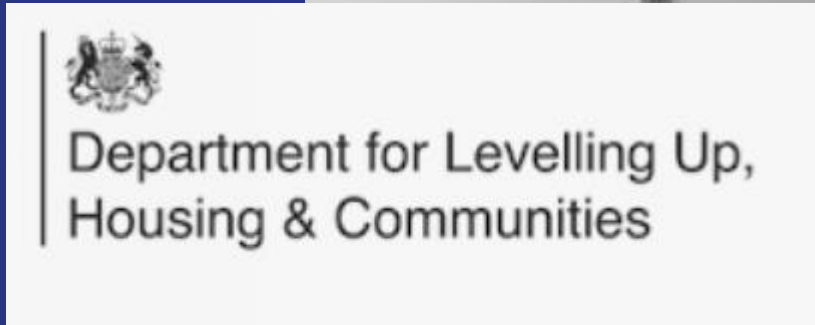 Department for Levelling Up,
Housing & Communities